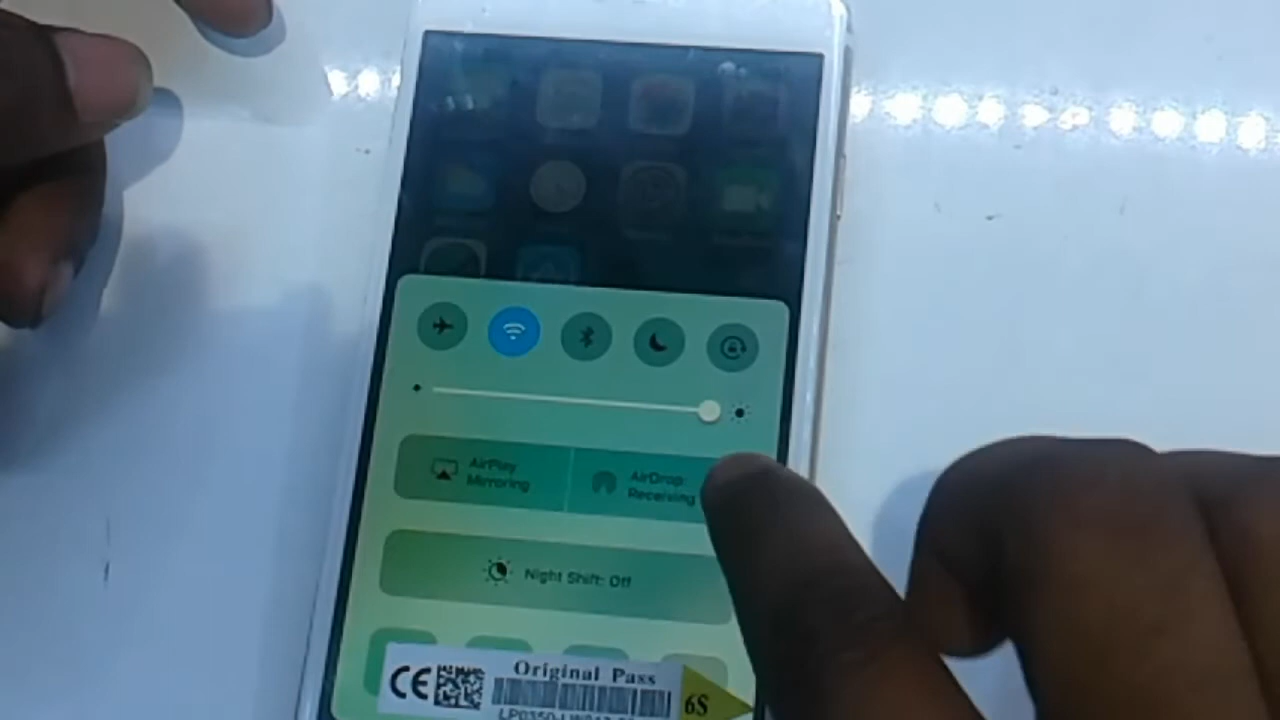 AirPlay
Mirroring
AirDrop
Receiving
Night Shift: Off
CE
Original Pass
6S